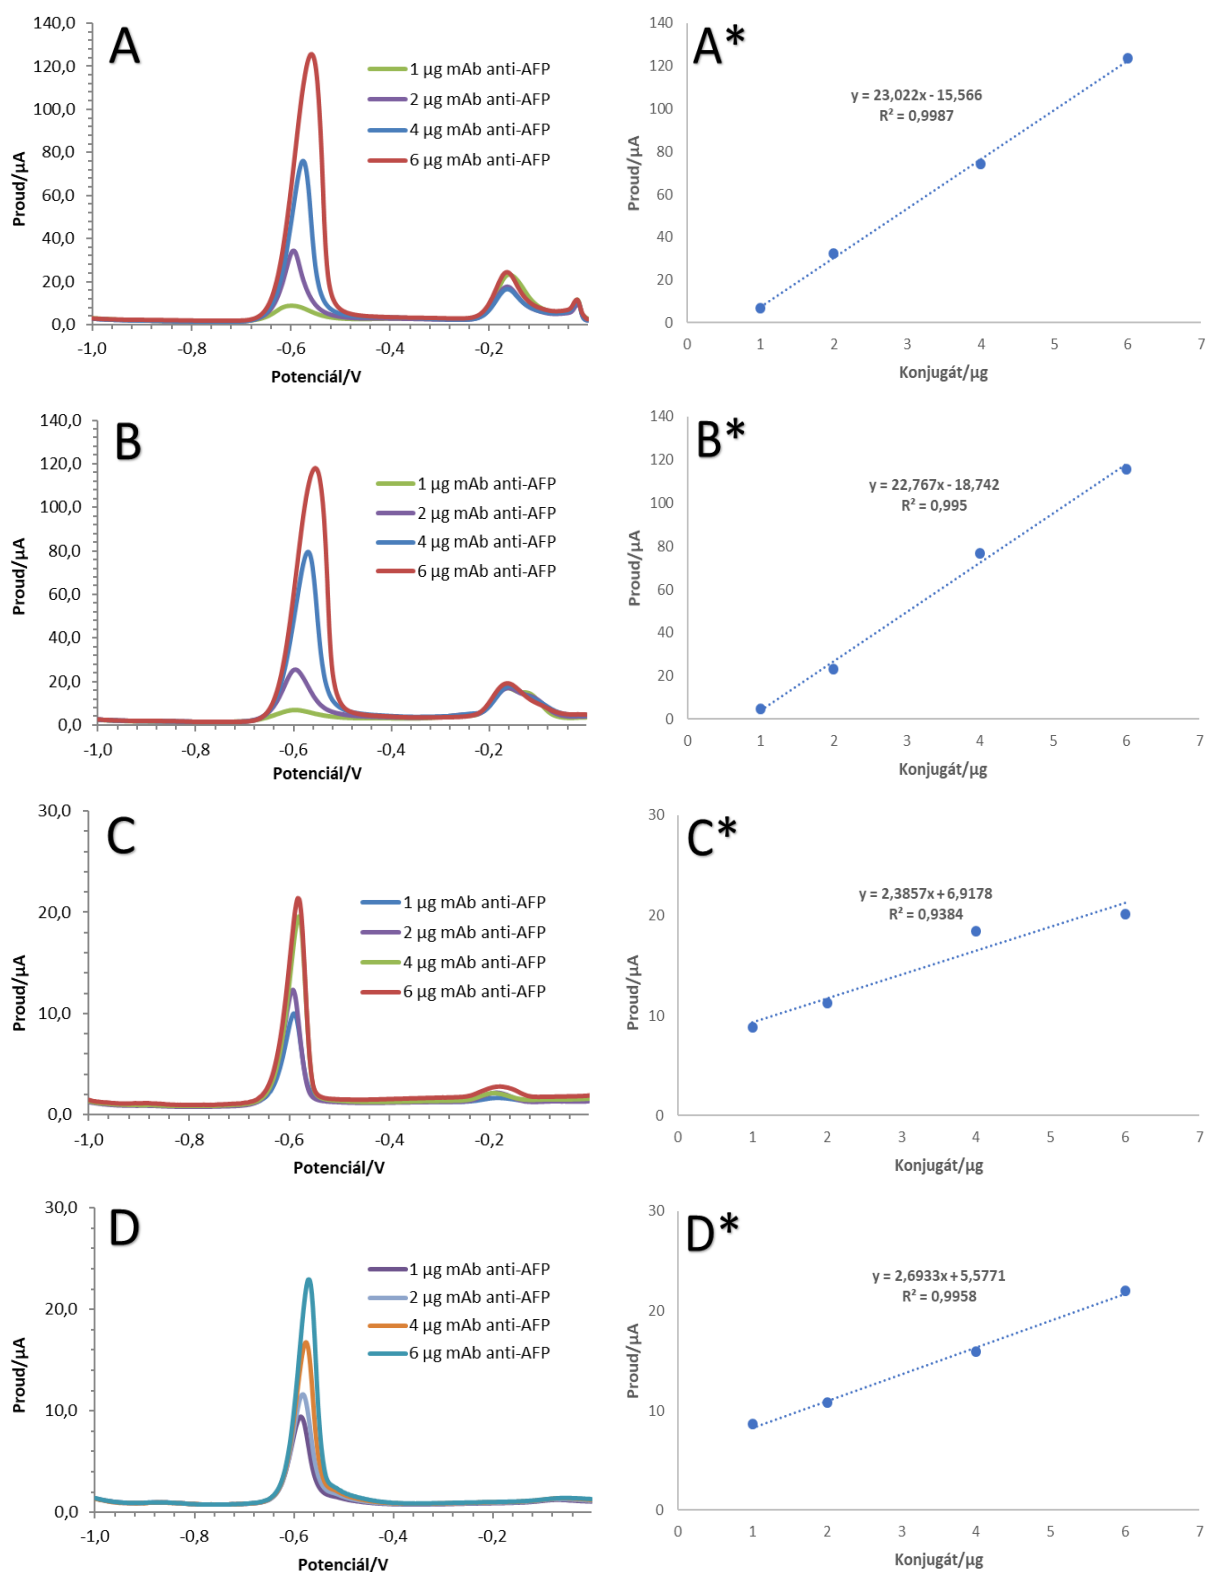 A
140,0
120,0
100,0
80,0
60,0
40,0
20,0
0,0
Proud/µA
1 µg mAb anti-AFP
2 µg mAb anti-AFP
4 µg mAb anti-AFP
6 µg mAb anti-AFP
-1,0 -0,8 -0,6 -0,4 -0,2
Potenciál/V
A*
140
120
100
80
60
40
20
0
Proud/µA
y = 23,022x - 15,566
R² = 0,9987
0 1 2 3 4 5 6 7
Konjugát/µg
B
140,0
120,0
100,0
80,0
60,0
40,0
20,0
0,0
Proud/µA
1 µg mAb anti-AFP
2 µg mAb anti-AFP
4 µg mAb anti-AFP
6 µg mAb anti-AFP
-1,0 -0,8 -0,6 -0,4 -0,2
Potenciál/V
B*
140
120
100
80
60
40
20
0
Proud/µA
y = 22,767x - 18,742
R² = 0,995
0 1 2 3 4 5 6 7
Konjugát/µg
C
30,0
20,0
10,0
0,0
Proud/µA
1 µg mAb anti-AFP
2 µg mAb anti-AFP
4 µg mAb anti-AFP
6 µg mAb anti-AFP
-1,0 -0,8 -0,6 -0,4 -0,2
Potenciál/V
C*
30
20
10
0
Proud/µA
y = 2,3857x + 6,9178
R² = 0,9384
0 1 2 3 4 5 6 7
Konjugát/µg
D
30,0
20,0
10,0
0,0
Proud/µA
1 µg mAb anti-AFP
2 µg mAb anti-AFP
4 µg mAb anti-AFP
6 µg mAb anti-AFP
-1,0 -0,8 -0,6 -0,4 -0,2
Potenciál/V
D*
30
20
10
0
Proud/µA
y = 2,6933x + 5,5771
R² = 0,9958
0 1 2 3 4 5 6 7
Konjugát/µg